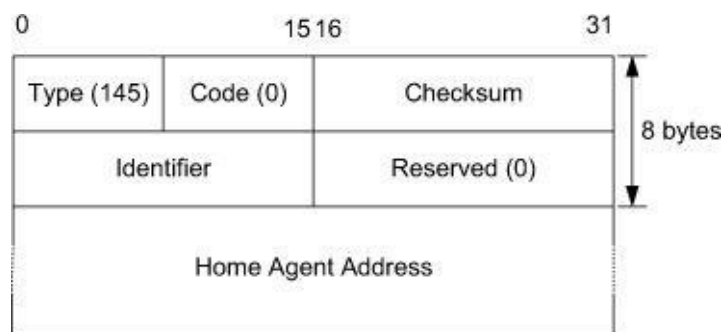 0 15 16 31
Type (145) Code (0) Checksum
8 bytes
Identifier Reserved (0)
Home Agent Address